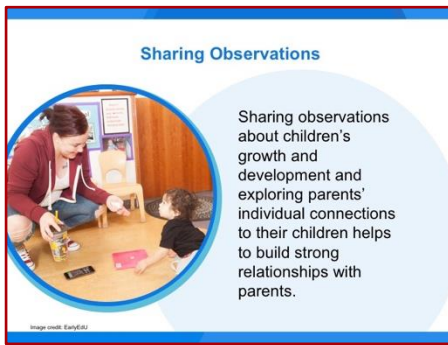 Sharing Observations
Sharing observations
about children's
growth and
development and
exploring parents'
individual connections
to their children helps
to build strong
relationships with
parents.
Image credit: EarlyEdU